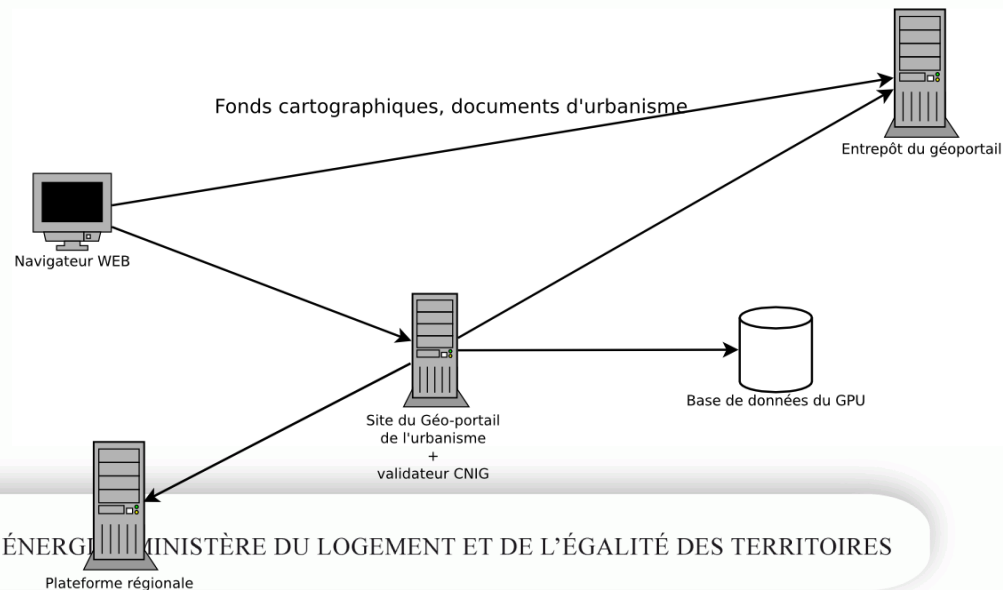 Fonds cartographiques, documents d'urbanisme
Entrepôt du géoportail
Navigateur WEB
Site du Géo-portail
de l'urbanisme
+
validateur CNIG
Base de données du GPU
MINISTÈRE DU LOGEMENT ET DE L'ÉGALITÉ DES TERRITOIRES
Plateforme régionale